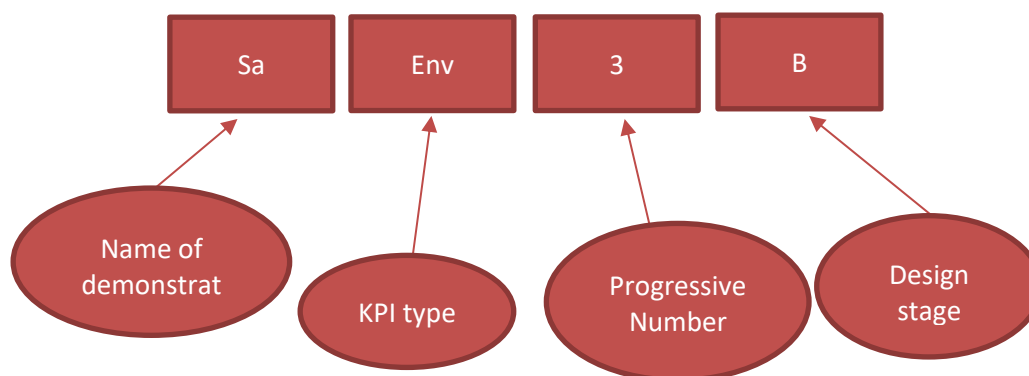 Sa
Env
3
B
Name of
demonstrat
KPI type
Progressive
Number
Design
stage